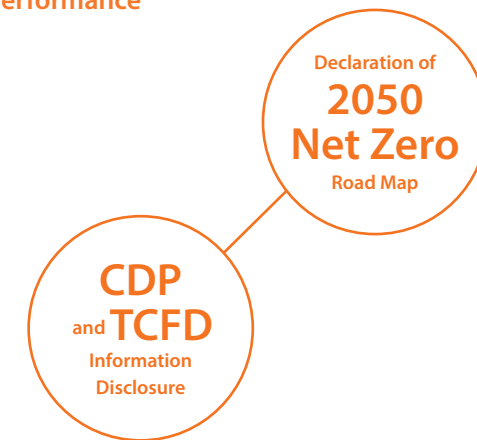 Declaration of
2050
Net Zero
Road Map
CDP
and TCFD
Information
Disclosure